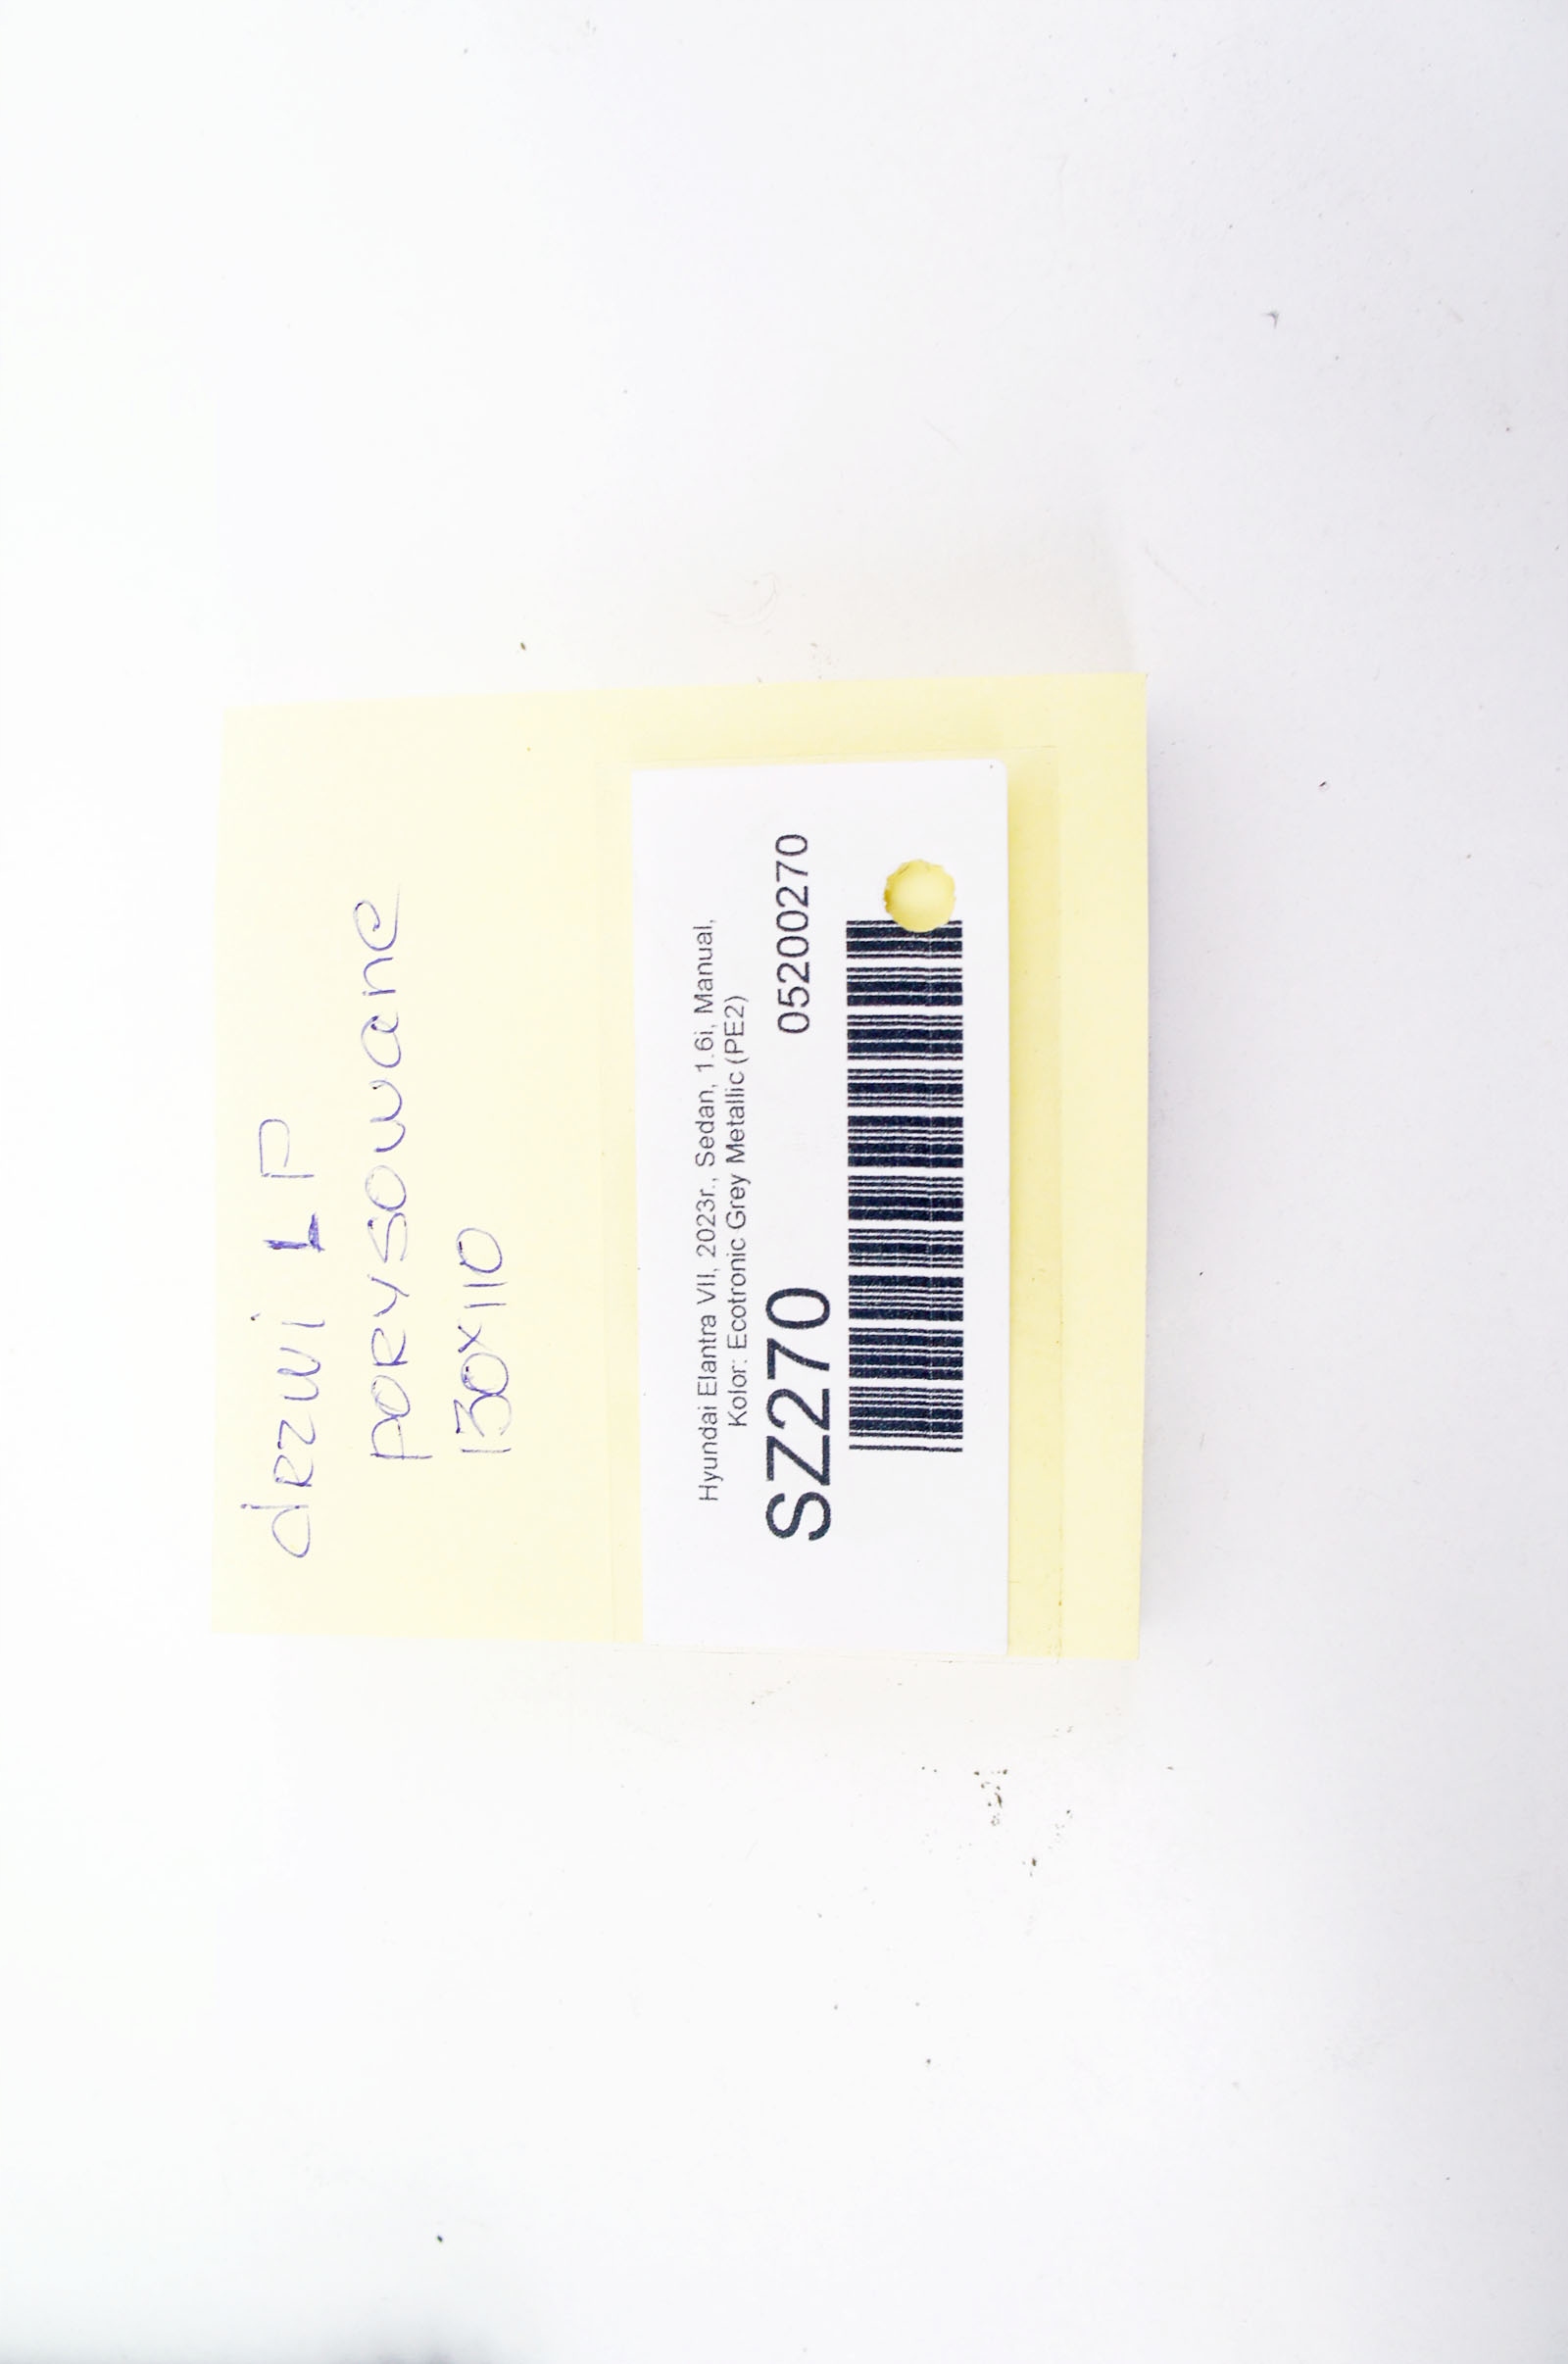 drzwi LP
porysowane
130x110
Hyundai Elantra VII, 2023r., Sedan, 1.6i, Manual,
Kolor: Ecotronic Grey Metallic (PE2)
SZ270 05200270